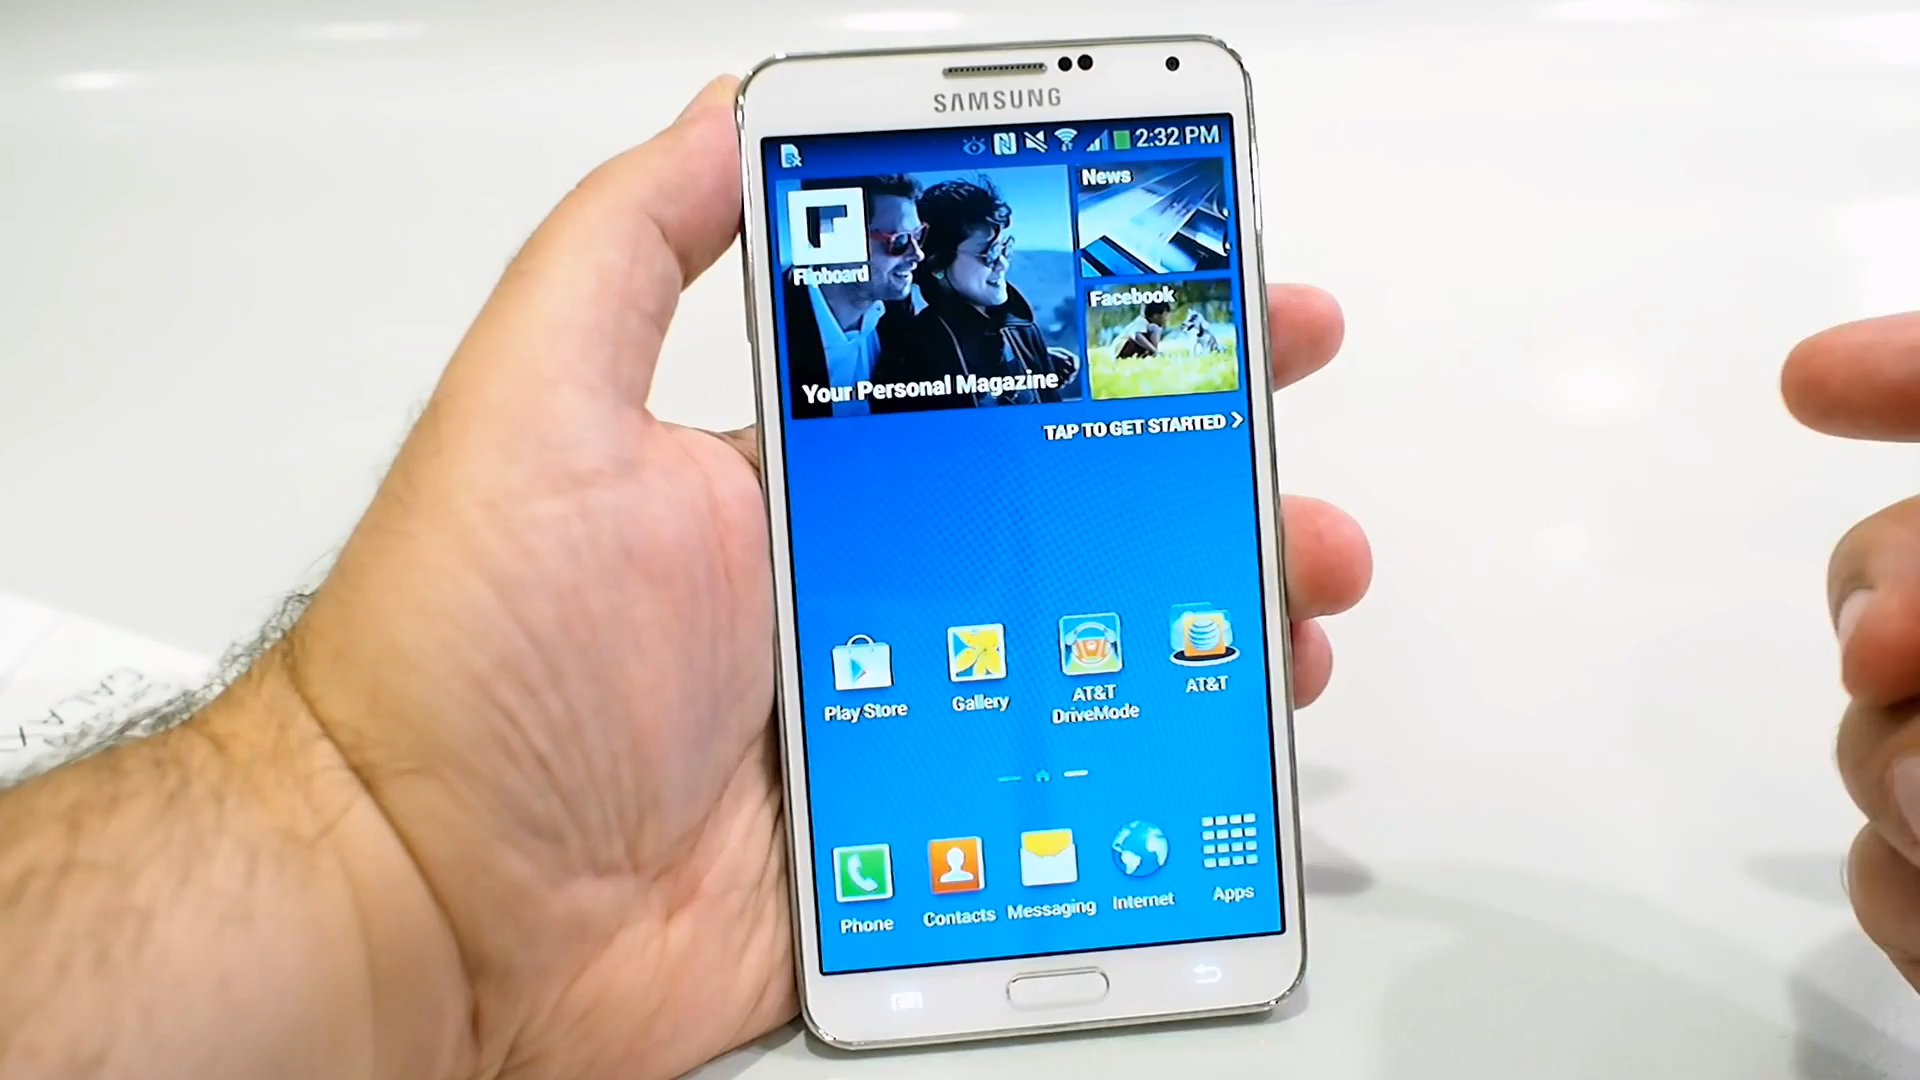 SAMSUNG
2:32 PM
Flipboard
News
Facebook
Your Personal Magazine
TAP TO GET STARTED
Play Store
Gallery
AT&T
DriveMode
AT&T
Phone
Contacts
Messaging
Internet
Apps